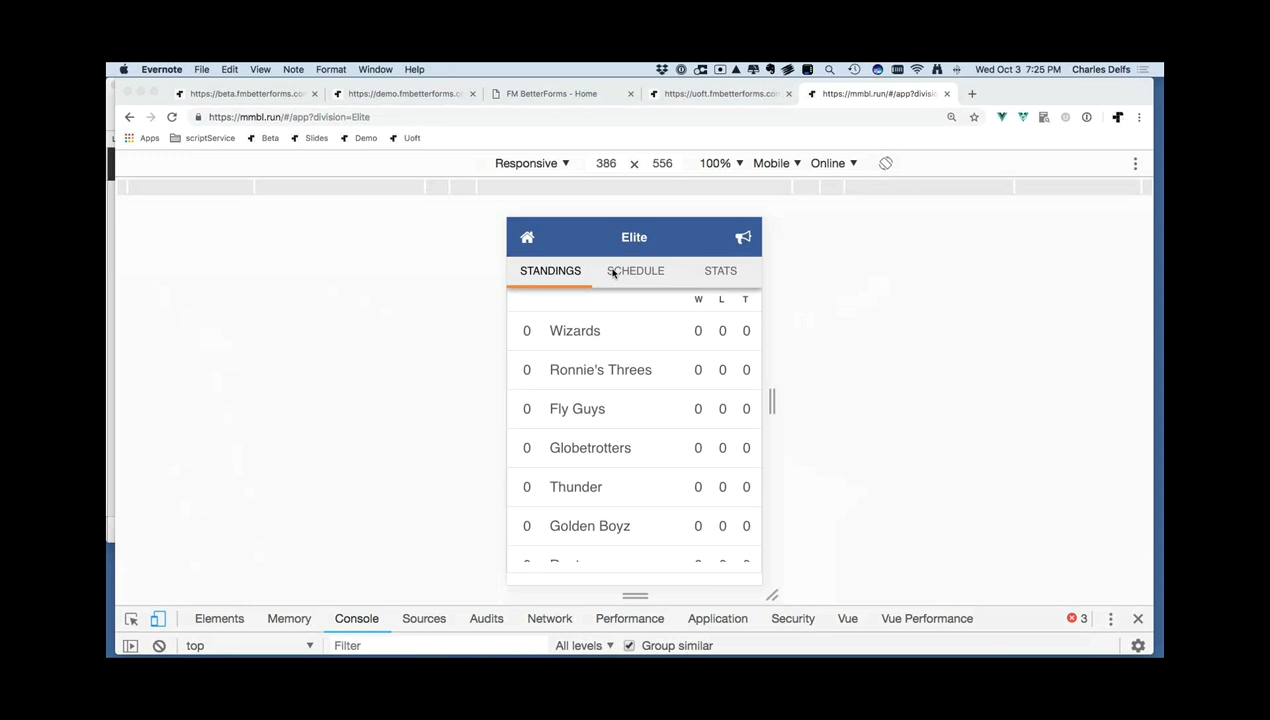 Evernote File Edit View Note Format Window Help Wed Oct 3 7:25 PM Charles Delfs
https://beta.fmbetterforms.co × https://demo.fmbetterforms.c × FM BetterForms - Home × https://uoft.fmbetterforms.co × https://mmbl.run/#/app?divisi × +
https://mmbl.run/#/app?division=Elite
Apps scriptService Beta Slides Demo Uoft
Responsive ▼ 386 × 556 100% ▼ Mobile ▼ Online ▼
Elite
STANDINGS SCHEDULE STATS
W L T
0 Wizards 0 0 0
0 Ronnie's Threes 0 0 0
0 Fly Guys 0 0 0
0 Globetrotters 0 0 0
0 Thunder 0 0 0
0 Golden Boyz 0 0 0
Elements Memory Console Sources Audits Network Performance Application Security Vue Vue Performance 3
top ▼ Filter All levels ▼ Group similar